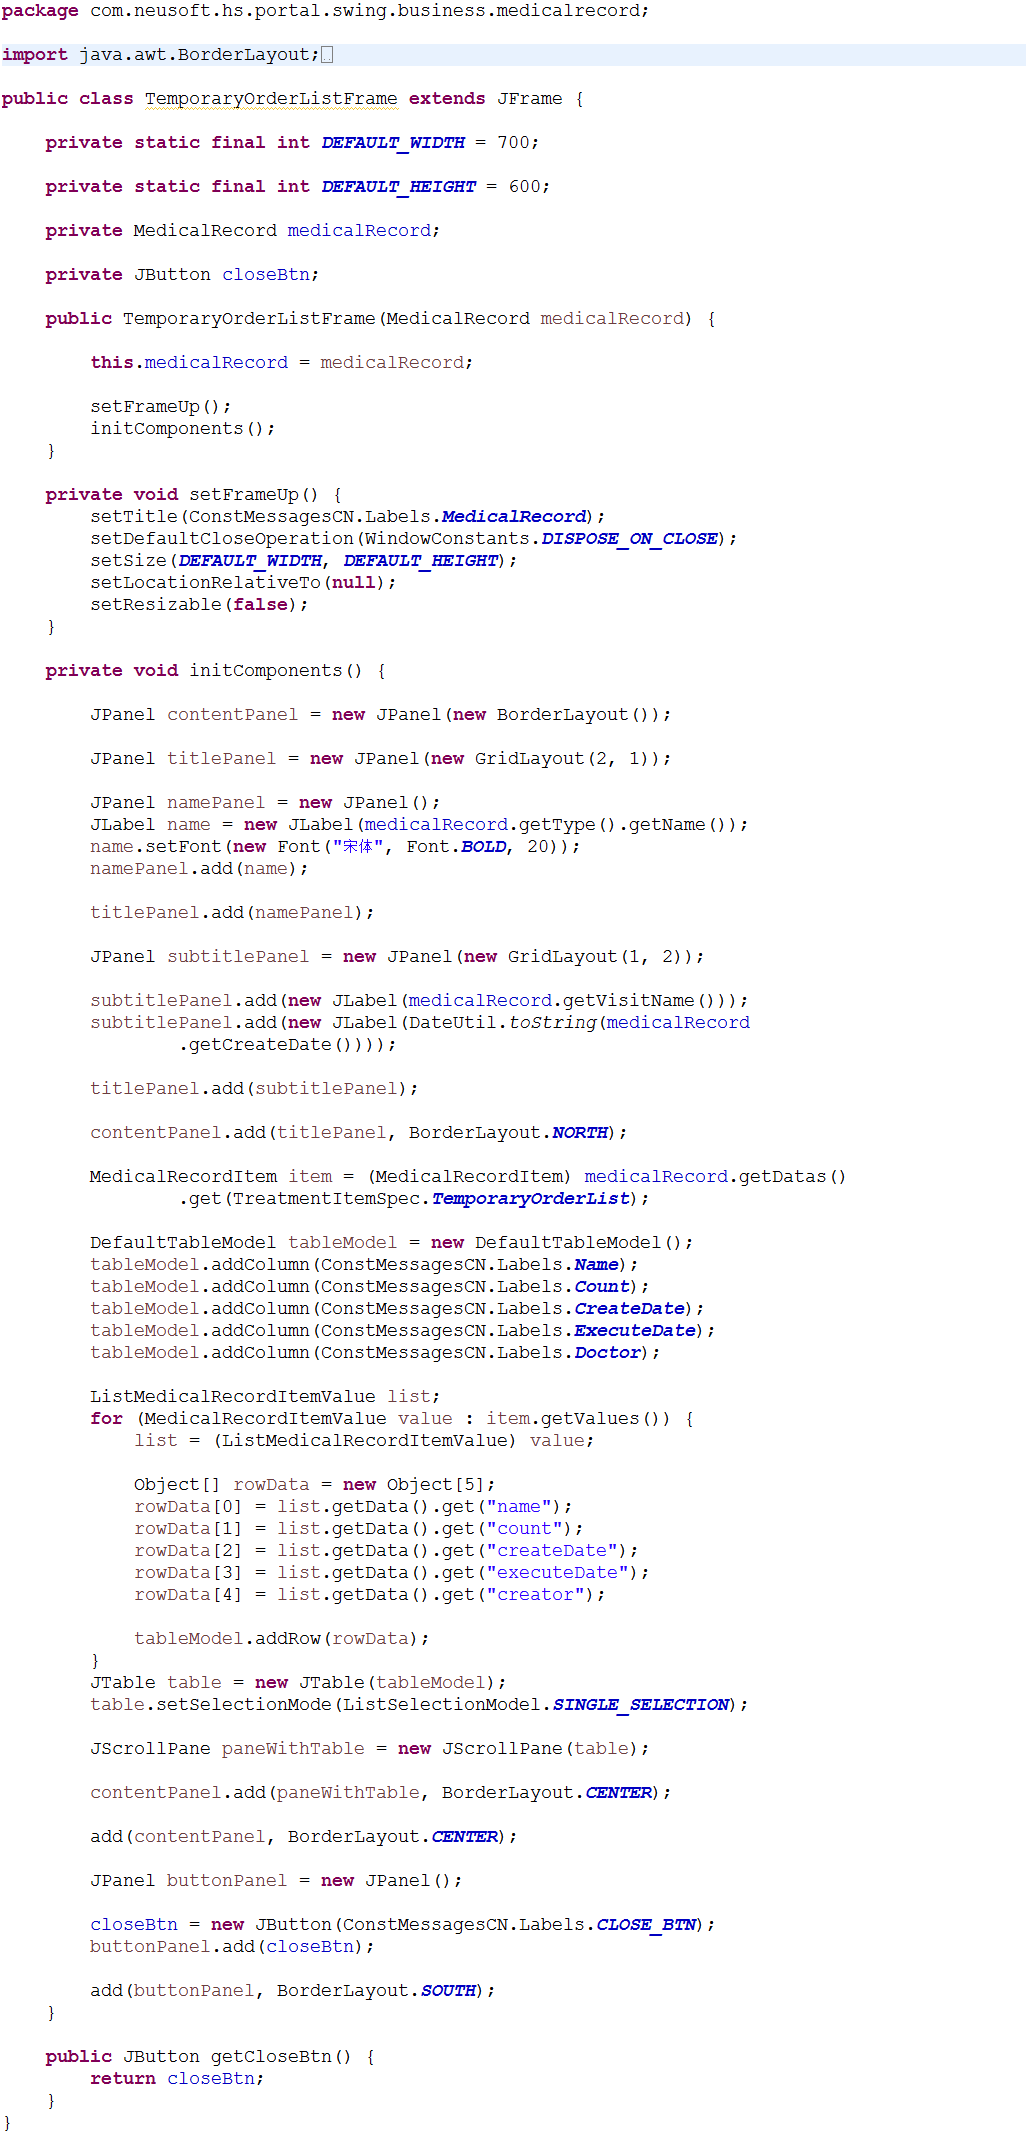 package com.neusoft.hs.portal.swing.business.medicalrecord;
import java.awt.BorderLayout;
public class TemporaryOrderListFrame extends JFrame {
private static final int DEFAULT_WIDTH = 700;
private static final int DEFAULT_HEIGHT = 600;
private MedicalRecord medicalRecord;
private JButton closeBtn;
public TemporaryOrderListFrame(MedicalRecord medicalRecord) {
this.medicalRecord = medicalRecord;
setFrameUp();
initComponents();
}
private void setFrameUp() {
setTitle(ConstMessagesCN.Labels.MedicalRecord);
setDefaultCloseOperation(WindowConstants.DISPOSE_ON_CLOSE);
setSize(DEFAULT_WIDTH, DEFAULT_HEIGHT);
setLocationRelativeTo(null);
setResizable(false);
}
private void initComponents() {
JPanel contentPanel = new JPanel(new BorderLayout());
JPanel titlePanel = new JPanel(new GridLayout(2, 1));
JPanel namePanel = new JPanel();
JLabel name = new JLabel(medicalRecord.getType().getName());
name.setFont(new Font("宋体", Font.BOLD, 20));
namePanel.add(name);
titlePanel.add(namePanel);
JPanel subtitlePanel = new JPanel(new GridLayout(1, 2));
subtitlePanel.add(new JLabel(medicalRecord.getVisitName()));
subtitlePanel.add(new JLabel(DateUtil.toString(medicalRecord
.getCreateDate())));
titlePanel.add(subtitlePanel);
contentPanel.add(titlePanel, BorderLayout.NORTH);
MedicalRecordItem item = (MedicalRecordItem) medicalRecord.getDatas()
.get(TreatmentItemSpec.TemporaryOrderList);
DefaultTableModel tableModel = new DefaultTableModel();
tableModel.addColumn(ConstMessagesCN.Labels.Name);
tableModel.addColumn(ConstMessagesCN.Labels.Count);
tableModel.addColumn(ConstMessagesCN.Labels.CreateDate);
tableModel.addColumn(ConstMessagesCN.Labels.ExecuteDate);
tableModel.addColumn(ConstMessagesCN.Labels.Doctor);
ListMedicalRecordItemValue list;
for (MedicalRecordItemValue value : item.getValues()) {
list = (ListMedicalRecordItemValue) value;
Object[] rowData = new Object[5];
rowData[0] = list.getData().get("name");
rowData[1] = list.getData().get("count");
rowData[2] = list.getData().get("createDate");
rowData[3] = list.getData().get("executeDate");
rowData[4] = list.getData().get("creator");
tableModel.addRow(rowData);
}
JTable table = new JTable(tableModel);
table.setSelectionMode(ListSelectionModel.SINGLE_SELECTION);
JScrollPane paneWithTable = new JScrollPane(table);
contentPanel.add(paneWithTable, BorderLayout.CENTER);
add(contentPanel, BorderLayout.CENTER);
JPanel buttonPanel = new JPanel();
closeBtn = new JButton(ConstMessagesCN.Labels.CLOSE_BTN);
buttonPanel.add(closeBtn);
add(buttonPanel, BorderLayout.SOUTH);
}
public JButton getCloseBtn() {
return closeBtn;
}
}